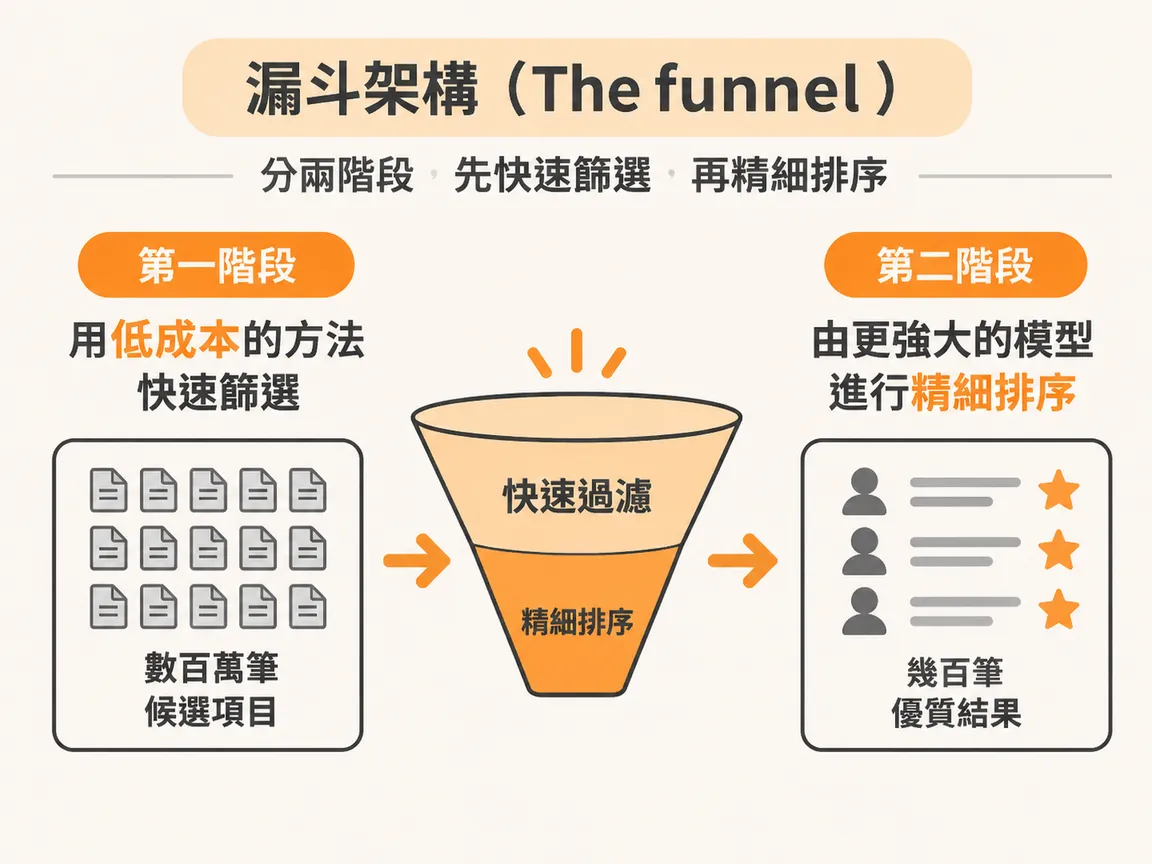 漏斗架構（The funnel）
分兩階段，先快速篩選，再精細排序
第一階段
用低成本的方法
快速篩選
數百萬筆
候選項目
快速過濾
精細排序
第二階段
由更強大的模型
進行精細排序
幾百筆
優質結果